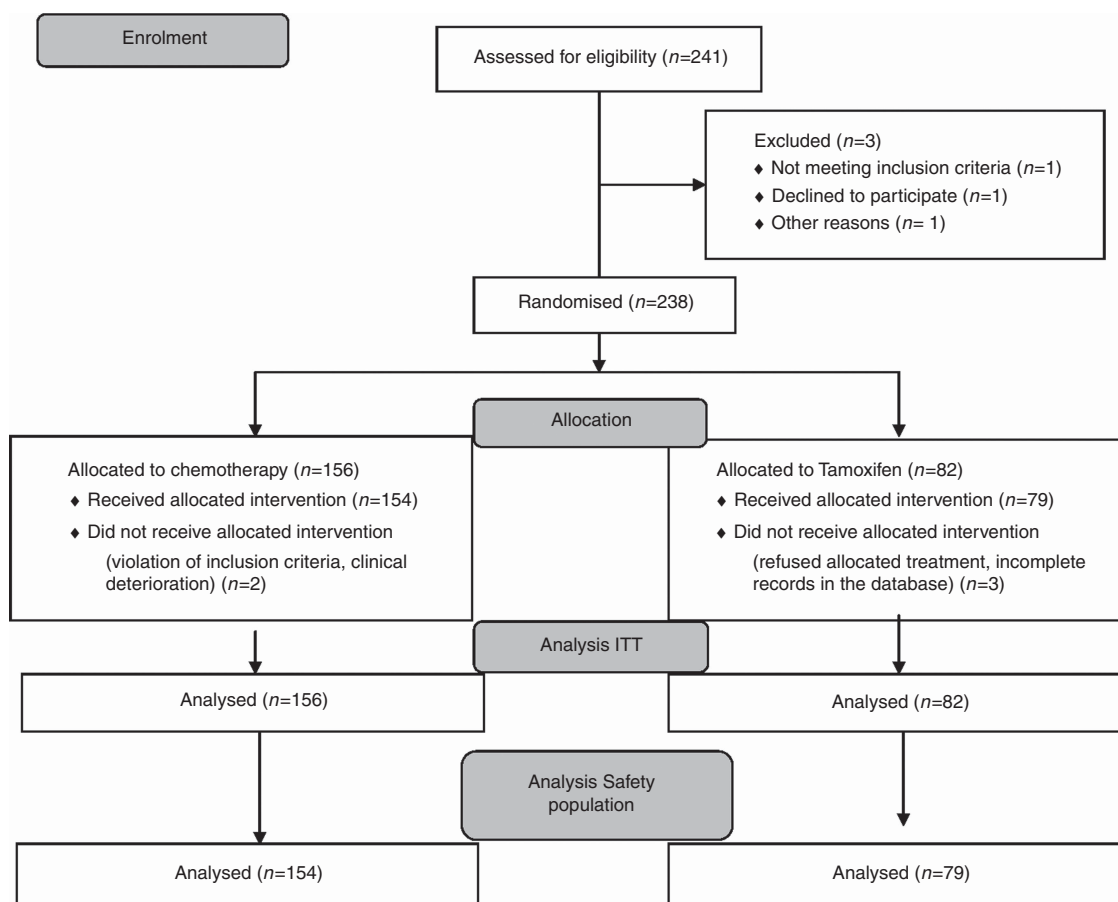 Enrolment
Assessed for eligibility (n=241)
Excluded (n=3)
♦ Not meeting inclusion criteria (n=1)
♦ Declined to participate (n=1)
♦ Other reasons (n= 1)
Randomised (n=238)
Allocation
Allocated to chemotherapy (n=156)
♦ Received allocated intervention (n=154)
♦ Did not receive allocated intervention
(violation of inclusion criteria, clinical
deterioration) (n=2)
Allocated to Tamoxifen (n=82)
♦ Received allocated intervention (n=79)
♦ Did not receive allocated intervention
(refused allocated treatment, incomplete
records in the database) (n=3)
Analysis ITT
Analysed (n=156)
Analysed (n=82)
Analysis Safety
population
Analysed (n=154)
Analysed (n=79)